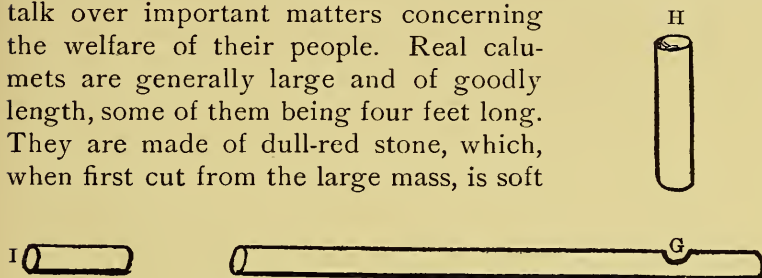 talk over important matters concerning
the welfare of their people. Real calu-
mets are generally large and of goodly
length, some of them being four feet long.
They are made of dull-red stone, which,
when first cut from the large mass, is soft
H
I
G